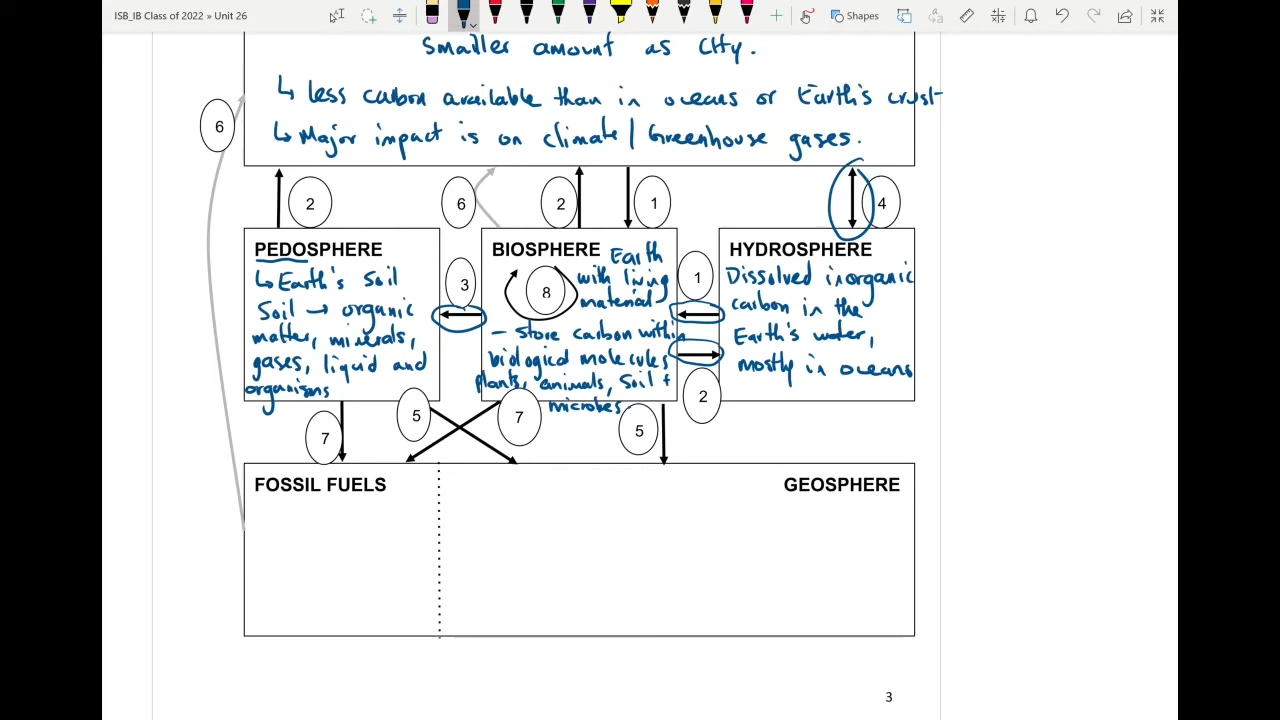 ISB_IB Class of 2022 » Unit 26
Shapes
Smaller amount as CH4.
↳ less carbon available than in oceans or Earth's crust
↳ Major impact is on climate / Greenhouse gases.
6
2
6
2
1
4
PEDOSPHERE
↳ Earth's Soil
Soil → organic
matter, minerals,
gases, liquid and
organisms
3
BIOSPHERE Earth
with living
material
8
- store carbon within
biological molecules
plants, animals, soil +
microbes.
1
2
HYDROSPHERE
Dissolved inorganic
carbon in the
Earth's water,
mostly in oceans
7
5
7
5
FOSSIL FUELS
GEOSPHERE
3